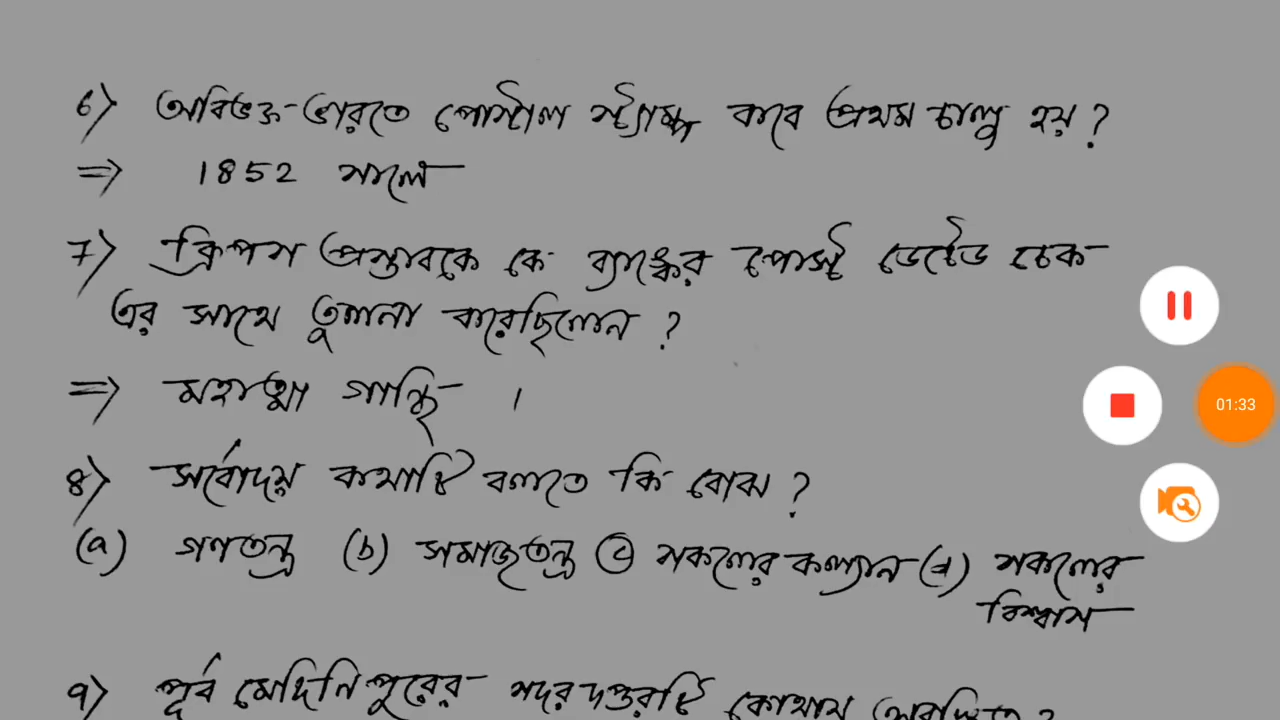 6) অবিভক্ত ভারতে পোস্টাল স্ট্যাম্প কবে প্রথম চালু হয়?
=> 1852 সালে
7) ক্রিপস প্রস্তাবকে কে ব্যাঙ্কের পোস্ট ডেটেড চেক
এর সাথে তুলনা করেছিলেন?
=> মহাত্মা গান্ধি।
8) সর্বোদয় কথাটি বলতে কি বোঝ?
(a) গণতন্ত্র (b) সমাজতন্ত্র (c) সকলের কল্যান (d) সকলের
বিশ্বাস
9) পূর্ব মেদিনিপুরের সদর দপ্তরটি কোথায় অবস্থিত?
01:33